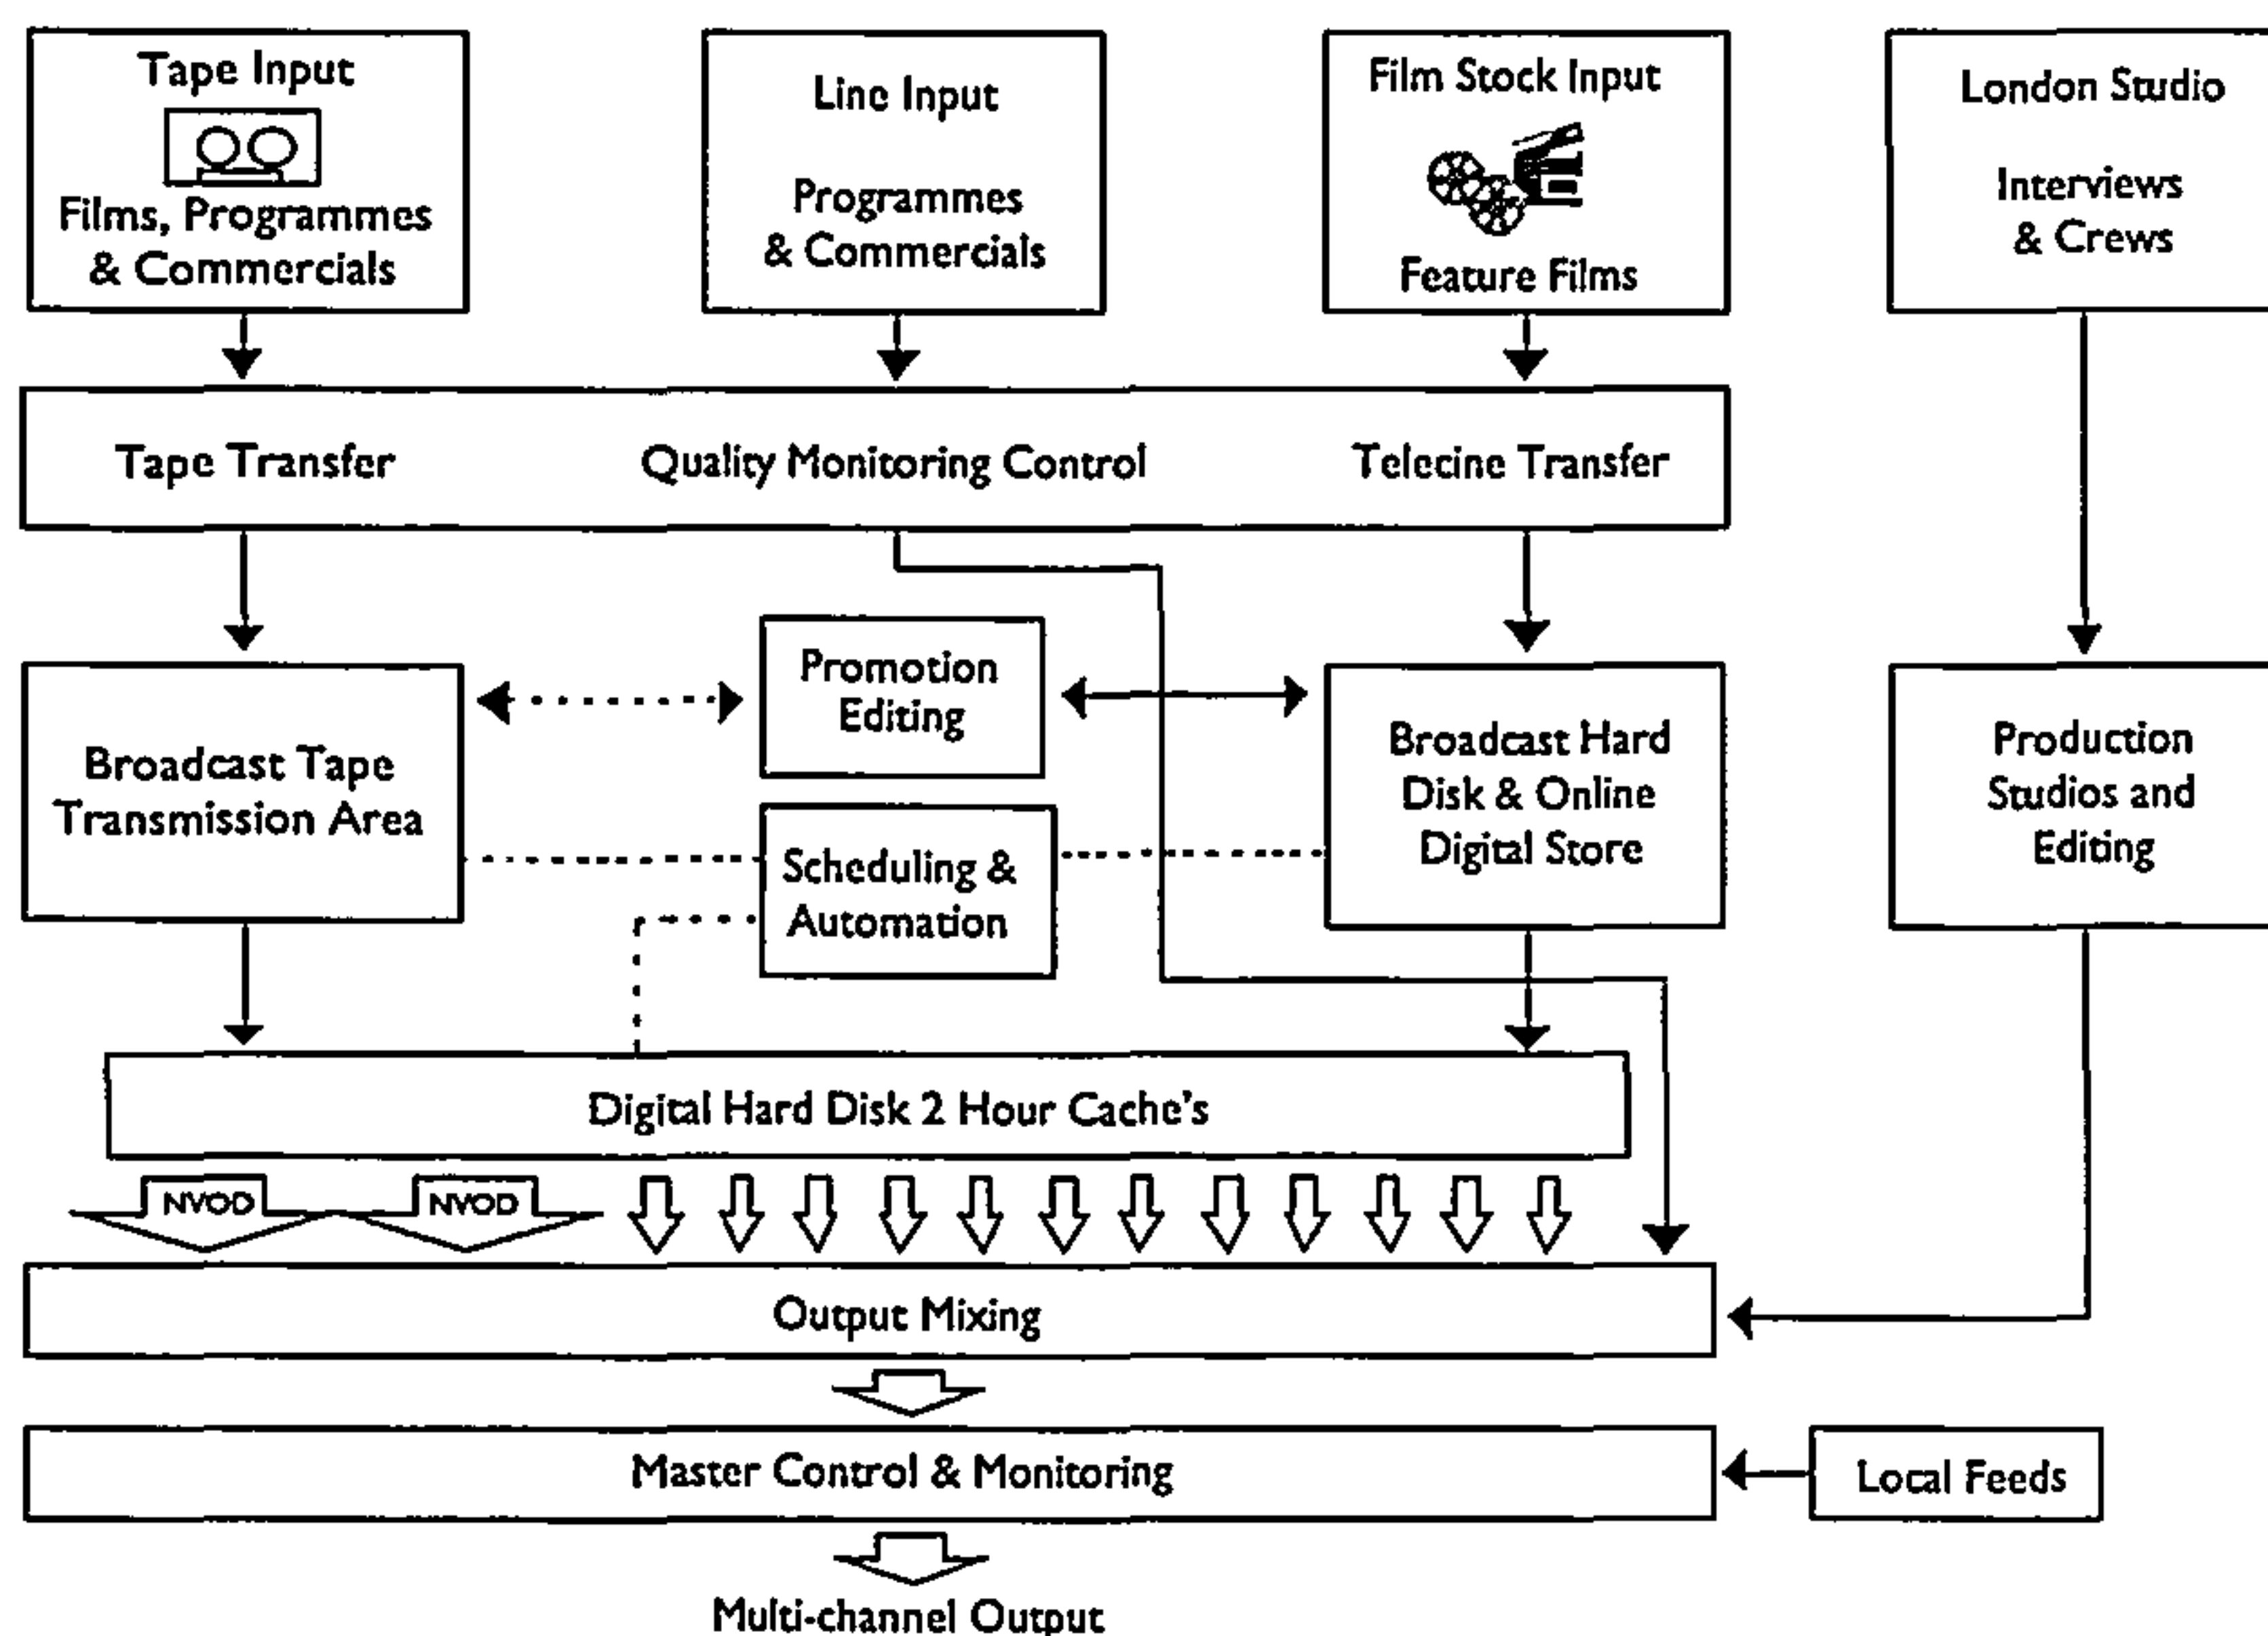 Tape Input
Films, Programmes
& Commercials
Line Input
Programmes
& Commercials
Film Stock Input
Feature Films
London Studio
Interviews
& Crews
Tape Transfer
Quality Monitoring Control
Telecine Transfer
Promotion
Editing
Broadcast Tape
Transmission Area
Scheduling &
Automation
Broadcast Hard
Disk & Online
Digital Store
Production
Studios and
Editing
Digital Hard Disk 2 Hour Cache's
NVOD
NVOD
Output Mixing
Master Control & Monitoring
Local Feeds
Multi-channel Output